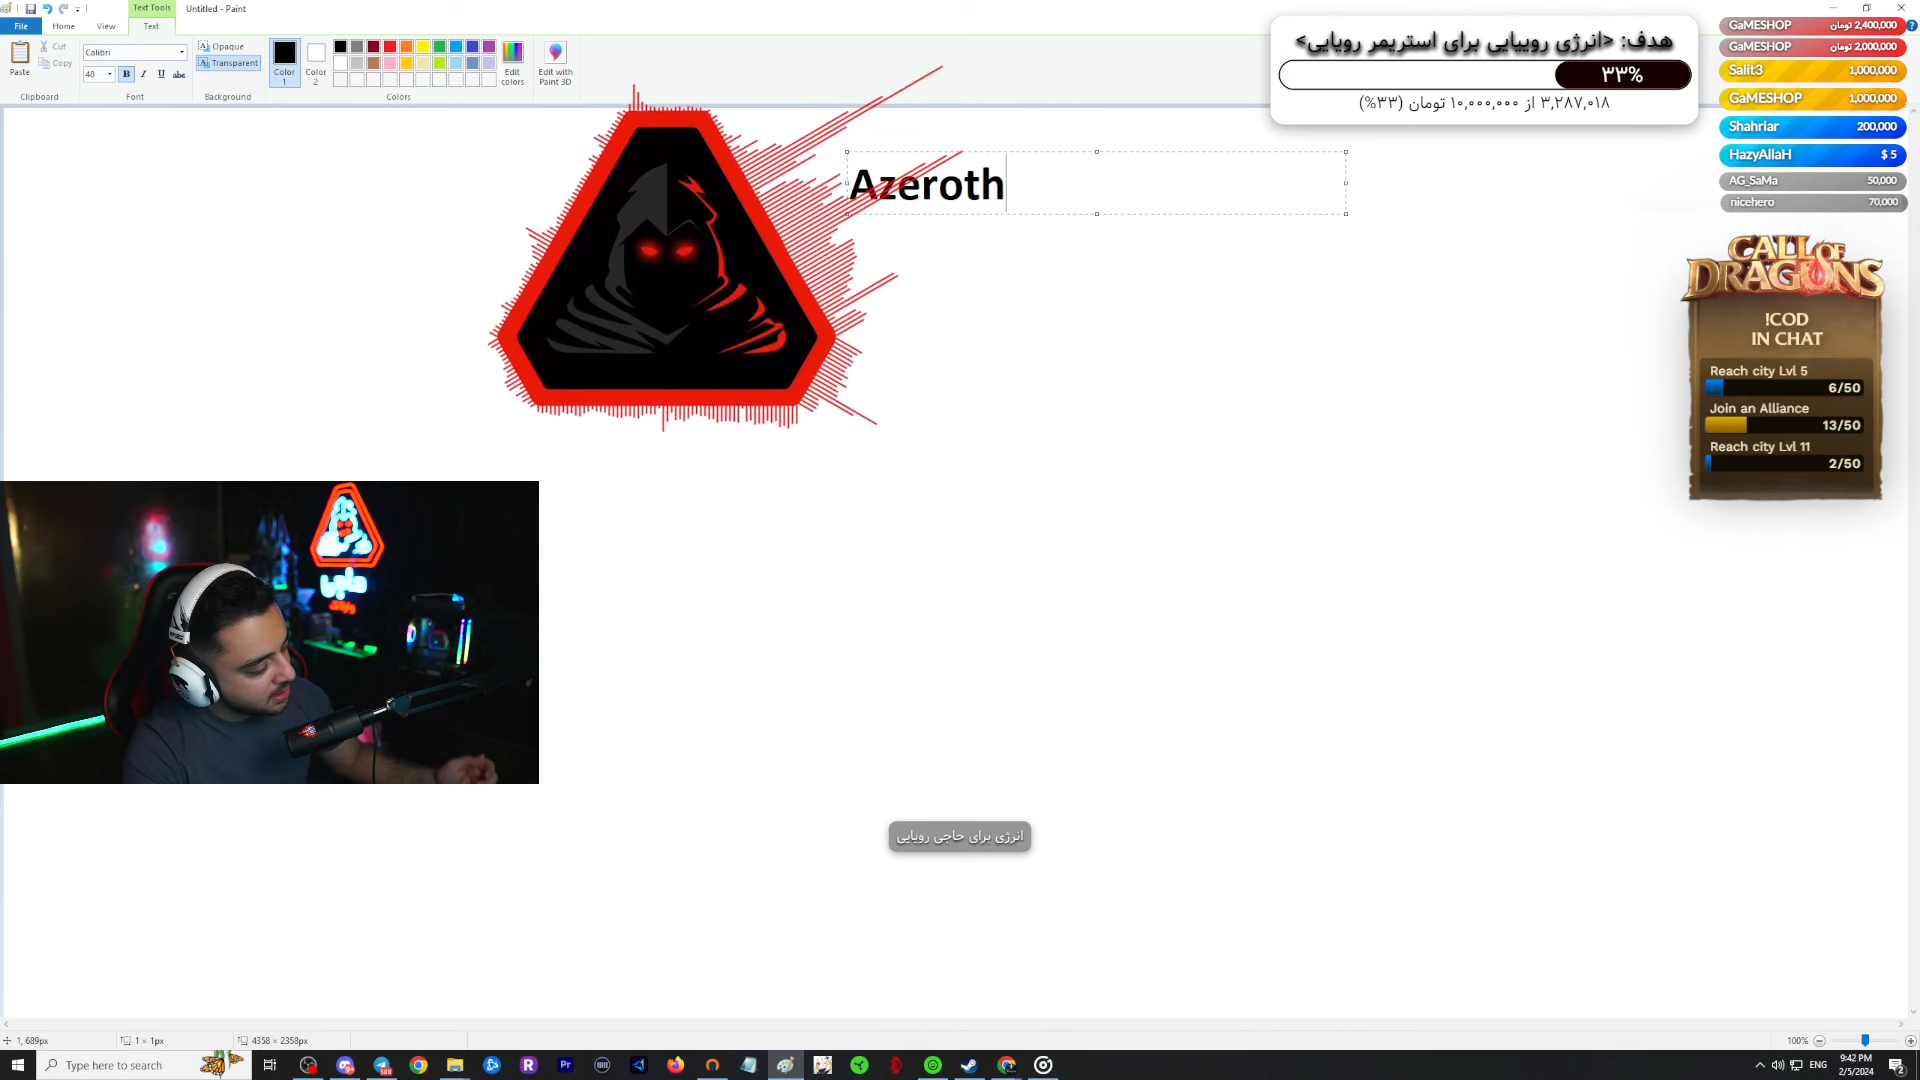 Text Tools
Untitled - Paint
File
Home
View
Text
Paste
Cut
Copy
Clipboard
Calibri
48
B I U abc
Font
Opaque
Transparent
Background
Color 1
Color 2
Colors
Edit colors
Edit with Paint 3D
هدف: <انرژی روییایی برای استریمر رویایی>
۳۳%
۳,۲۸۷,۰۱۸ از ۱۰,۰۰۰,۰۰۰ تومان (۳۳%)
GaMESHOP 2,400,000 تومان
GaMESHOP 2,000,000 تومان
Salit3 1,000,000
GaMESHOP 1,000,000
Shahriar 200,000
HazyAllaH $ 5
AG_SaMa 50,000
nicehero 70,000
Azeroth
CALL OF DRAGONS
!COD
IN CHAT
Reach city Lvl 5
6/50
Join an Alliance
13/50
Reach city Lvl 11
2/50
انرژی برای حاجی رویایی
1, 689px
1 × 1px
4358 × 2358px
100%
Type here to search
ENG
9:42 PM
2/5/2024